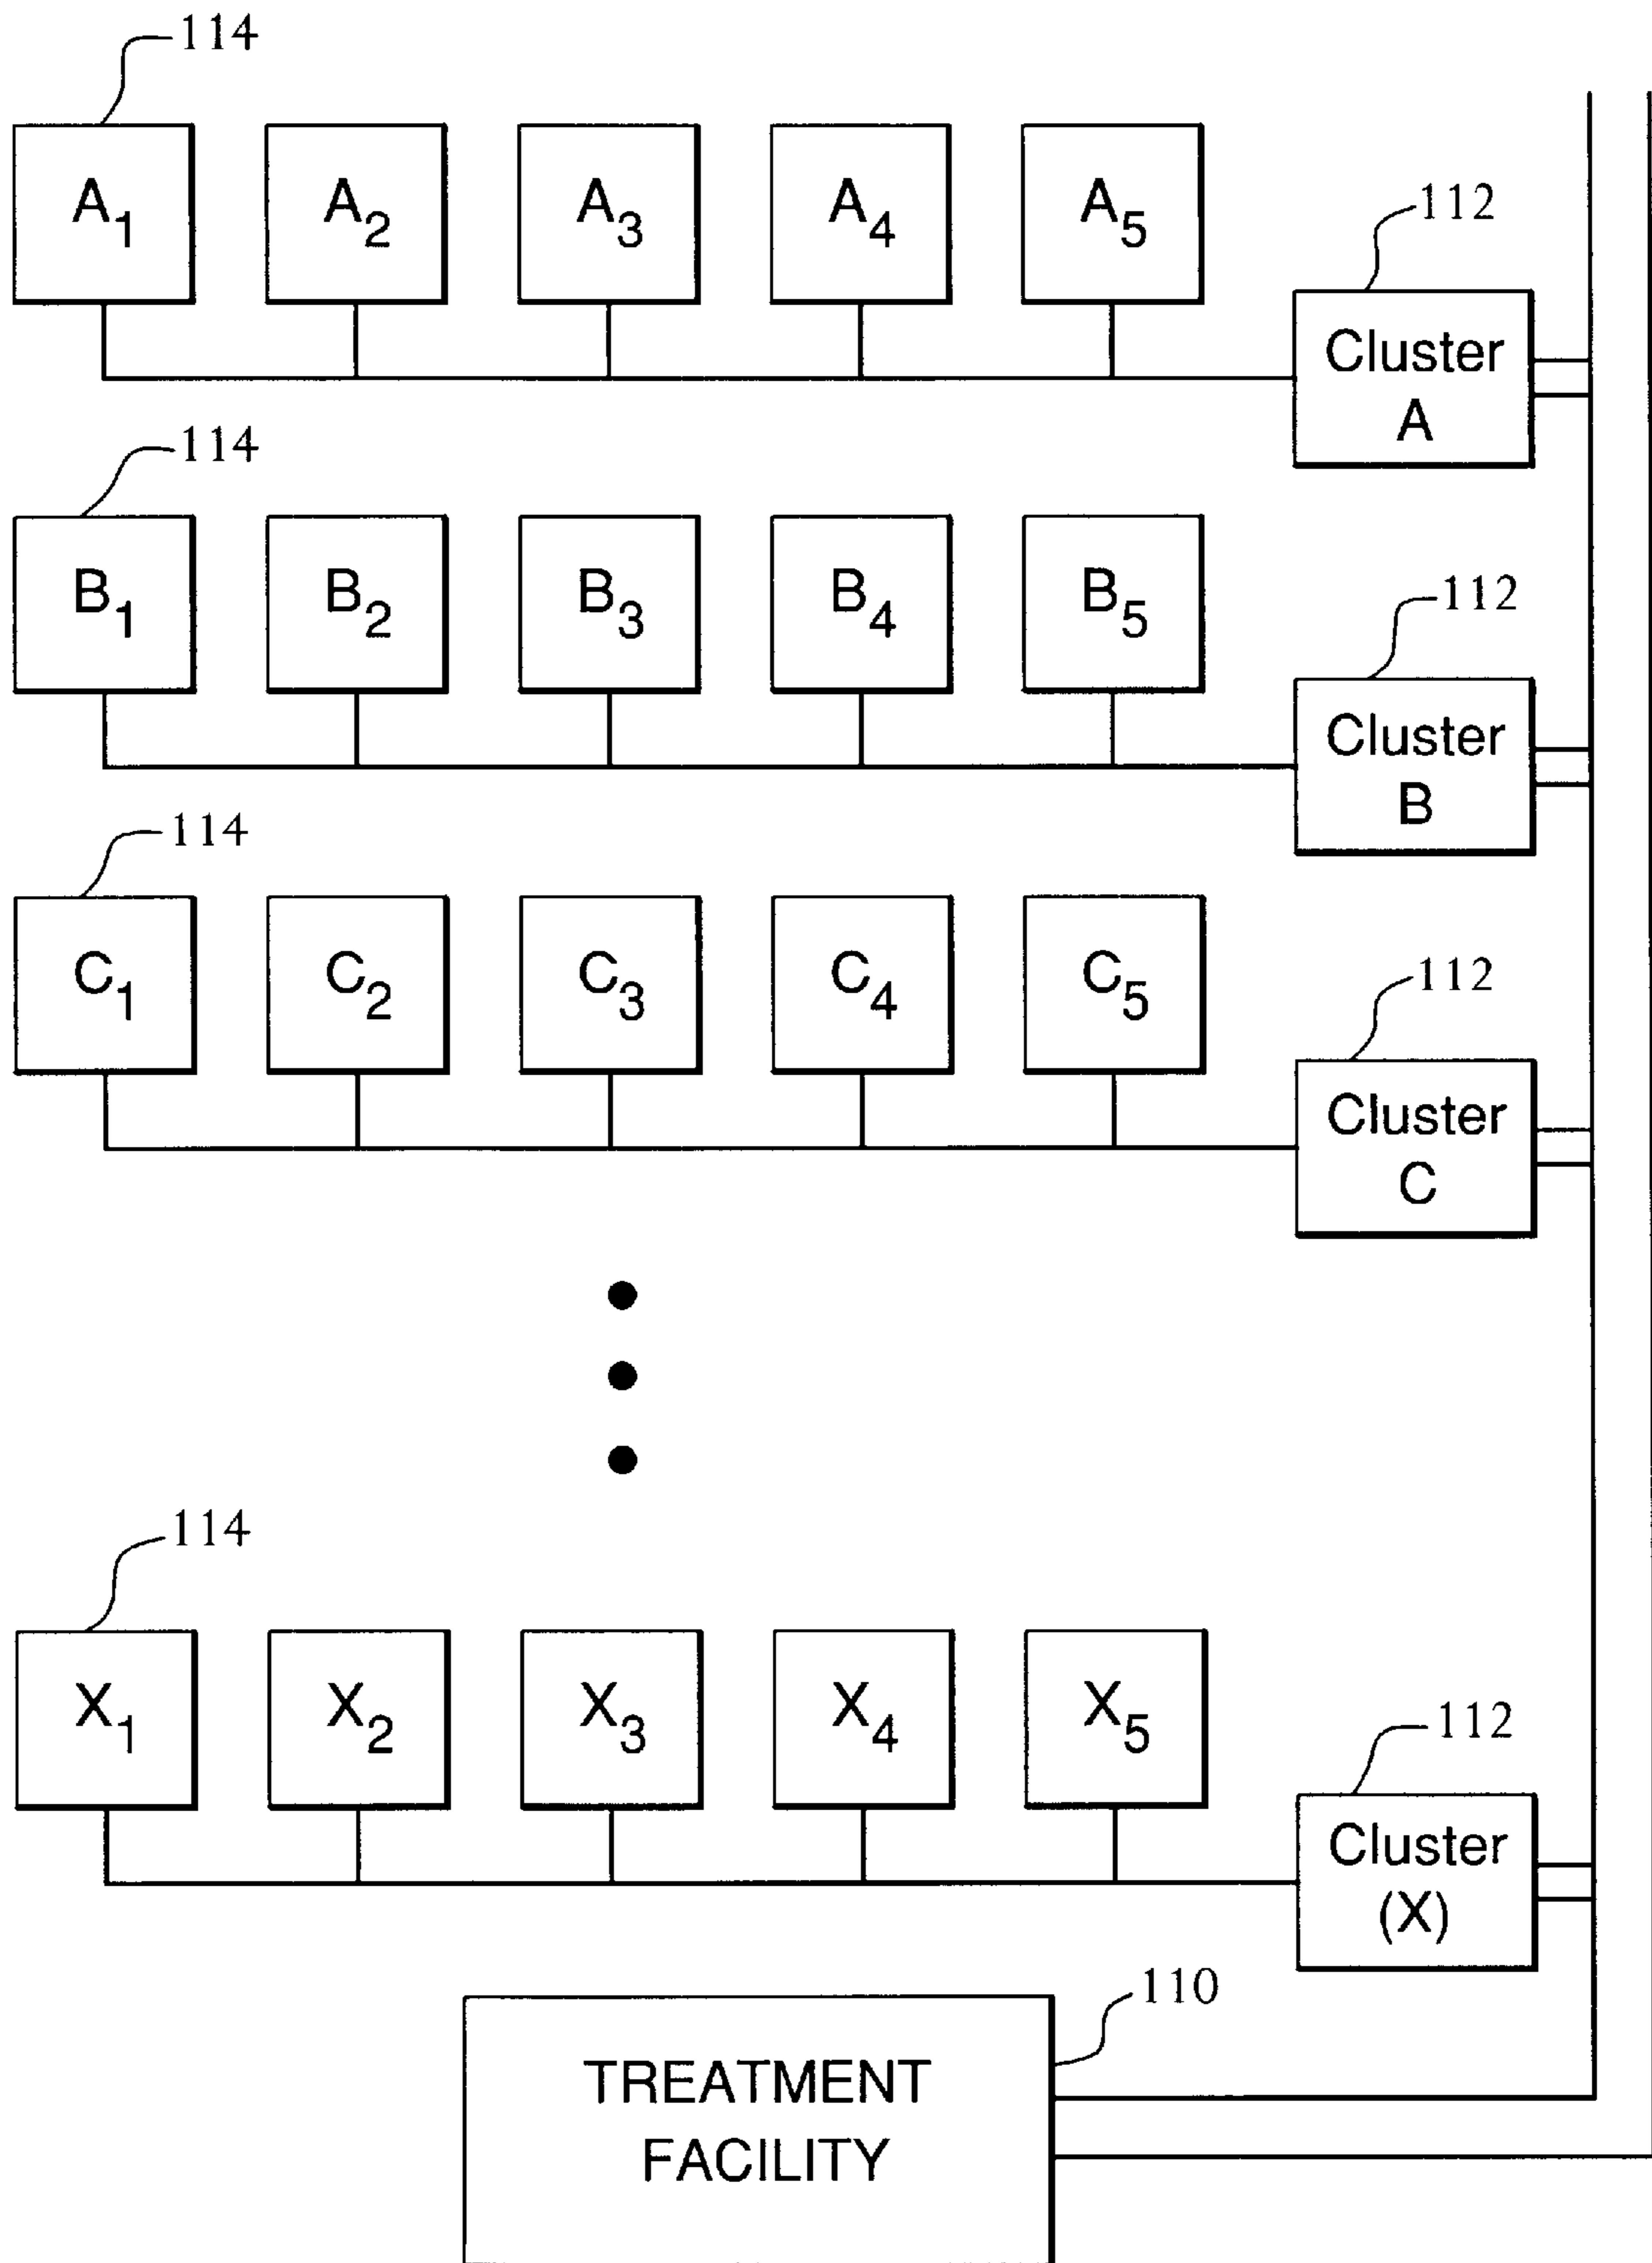 114
A1 A2 A3 A4 A5
112
Cluster
A
114
B1 B2 B3 B4 B5
112
Cluster
B
114
C1 C2 C3 C4 C5
112
Cluster
C
114
X1 X2 X3 X4 X5
112
Cluster
(X)
110
TREATMENT
FACILITY